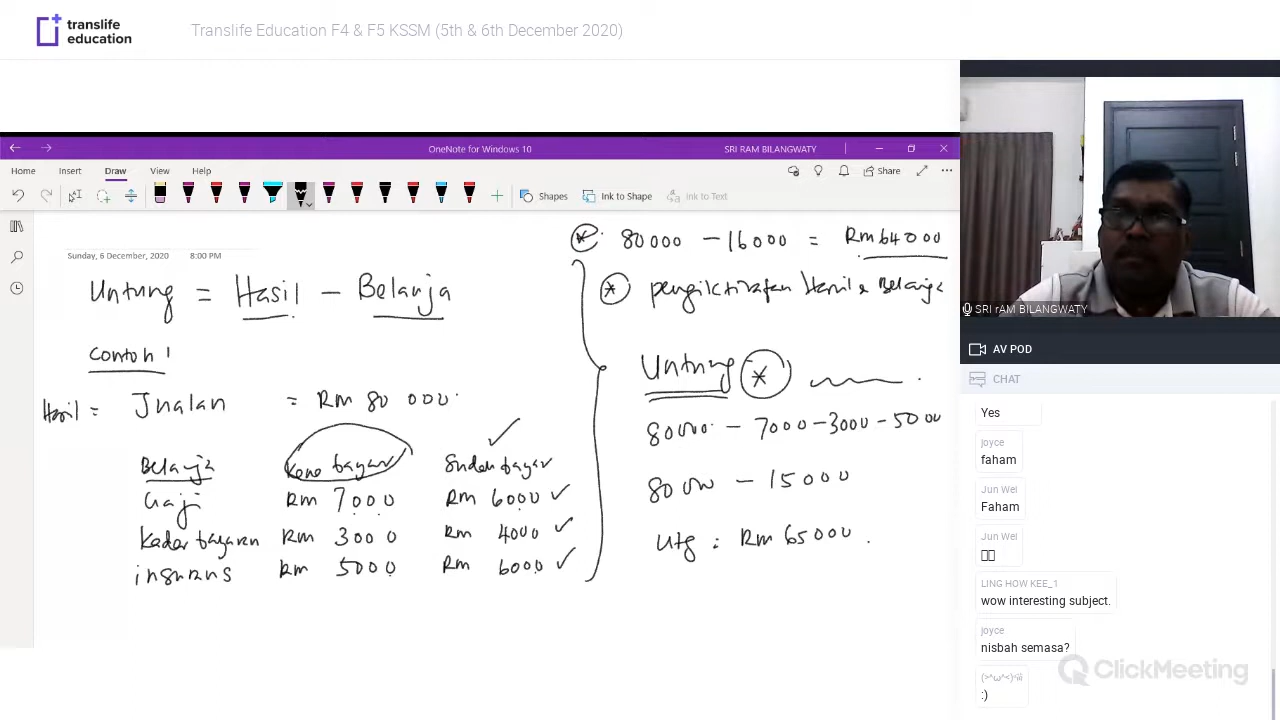 translife
education
Translife Education F4 & F5 KSSM (5th & 6th December 2020)
OneNote for Windows 10
SRI RAM BILANGWATY
Home Insert Draw View Help
Share
Shapes Ink to Shape Ink to Text
Sunday, 6 December, 2020 8:00 PM
Untung = Hasil - Belanja
Contoh 1
Hasil = Jualan = RM 80 000.
Belanja Kena bayar Sudah bayar
Gaji RM 7000 RM 6000 ✓
Kadar bayaran RM 3000 RM 4000 ✓
insurans RM 5000 RM 6000 ✓
* 80000 - 16000 = RM64000
* pengiktirafan Hasil & Belanja
Untung *
80000 - 7000 - 3000 - 5000
80000 - 15000
Utg : RM 65000.
SRI rAM BILANGWATY
AV POD
CHAT
Yes
joyce
faham
Jun Wei
Faham
Jun Wei
LING HOW KEE_1
wow interesting subject.
joyce
nisbah semasa?
:)
ClickMeeting